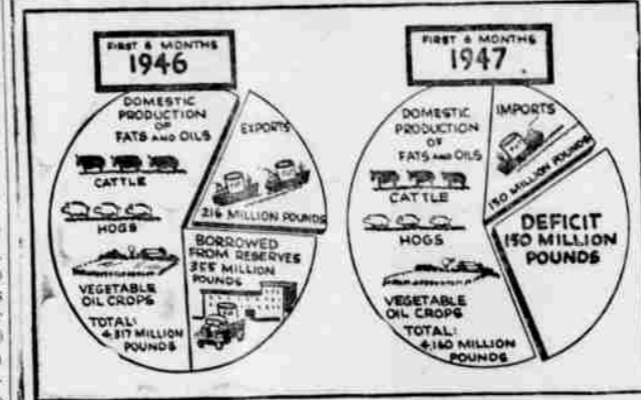 FIRST 6 MONTHS
1946
DOMESTIC
PRODUCTION
OF
FATS AND OILS
CATTLE
HOGS
VEGETABLE
OIL CROPS
TOTAL:
4,317 MILLION
POUNDS
EXPORTS
216 MILLION POUNDS
BORROWED
FROM RESERVES
355 MILLION
POUNDS
FIRST 6 MONTHS
1947
DOMESTIC
PRODUCTION
OF
FATS AND OILS
CATTLE
HOGS
VEGETABLE
OIL CROPS
TOTAL:
4,160 MILLION
POUNDS
IMPORTS
150 MILLION POUNDS
DEFICIT
150 MILLION
POUNDS